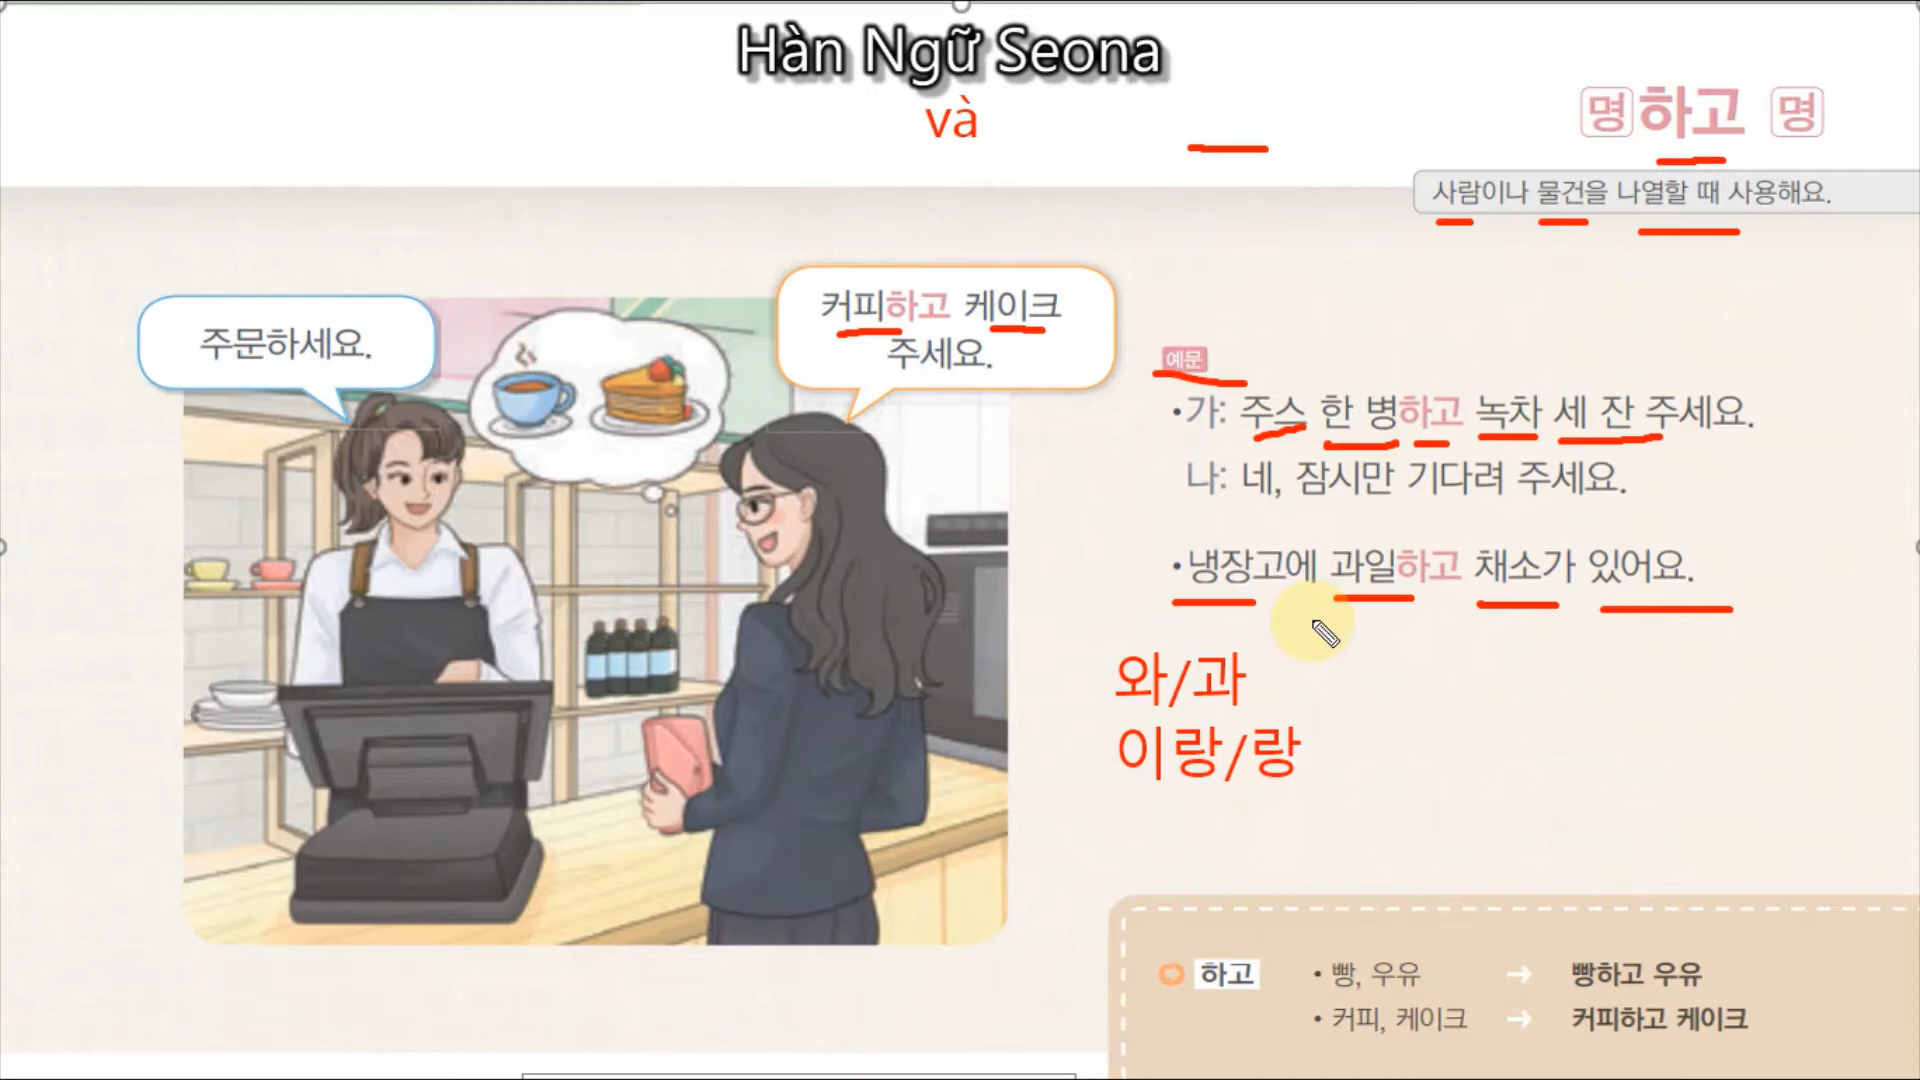 Hàn Ngữ Seona
và
명하고 명
사람이나 물건을 나열할 때 사용해요.
주문하세요.
커피하고 케이크
주세요.
예문
•가: 주스 한 병하고 녹차 세 잔 주세요.
나: 네, 잠시만 기다려 주세요.
•냉장고에 과일하고 채소가 있어요.
와/과
이랑/랑
하고 • 빵, 우유 → 빵하고 우유
• 커피, 케이크 → 커피하고 케이크